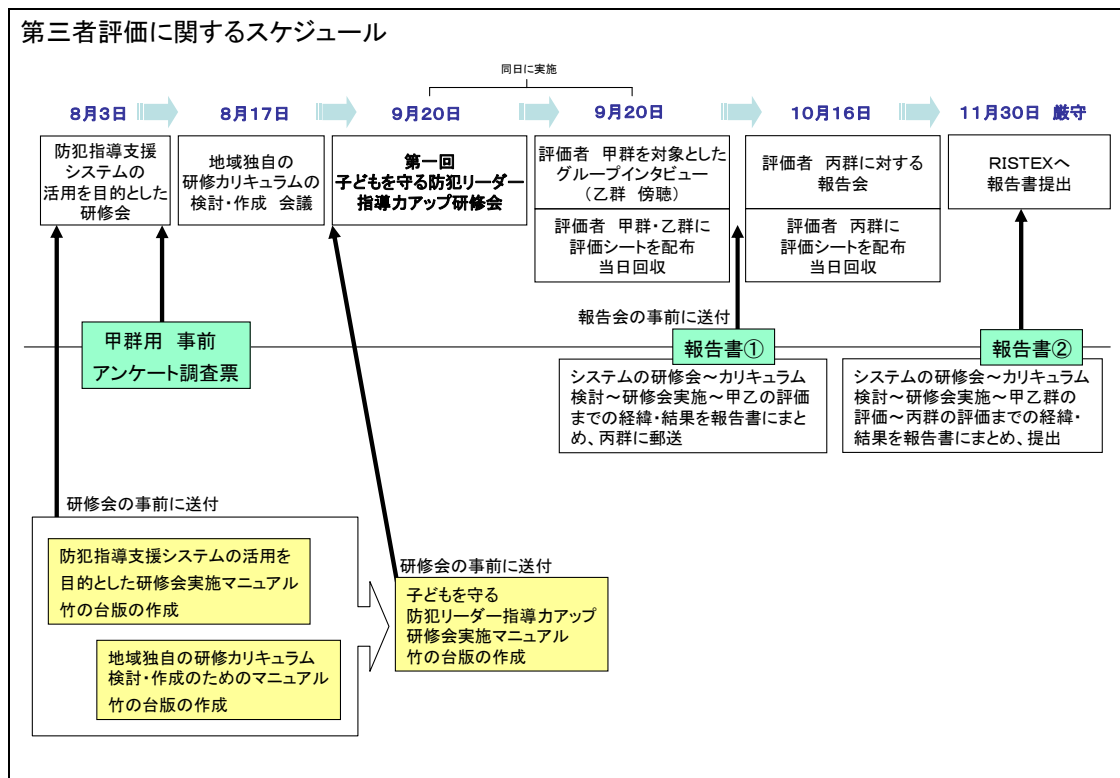 第三者評価に関するスケジュール
同日に実施
8月3日
8月17日
9月20日
9月20日
10月16日
11月30日 厳守
防犯指導支援
システムの
活用を目的とした
研修会
地域独自の
研修カリキュラムの
検討・作成 会議
第一回
子どもを守る防犯リーダー
指導力アップ研修会
評価者 甲群を対象とした
グループインタビュー
(乙群 傍聴)
評価者 甲群・乙群に
評価シートを配布
当日回収
評価者 丙群に対する
報告会
評価者 丙群に
評価シートを配布
当日回収
RISTEXへ
報告書提出
甲群用 事前
アンケート調査票
報告会の事前に送付
報告書①
システムの研修会~カリキュラム
検討~研修会実施~甲乙の評価
までの経緯・結果を報告書にまと
め、丙群に郵送
報告書②
システムの研修会~カリキュラム
検討~研修会実施~甲乙群の
評価~丙群の評価までの経緯・
結果を報告書にまとめ、提出
研修会の事前に送付
防犯指導支援システムの活用を
目的とした研修会実施マニュアル
竹の台版の作成
地域独自の研修カリキュラム
検討・作成のためのマニュアル
竹の台版の作成
研修会の事前に送付
子どもを守る
防犯リーダー指導力アップ
研修会実施マニュアル
竹の台版の作成